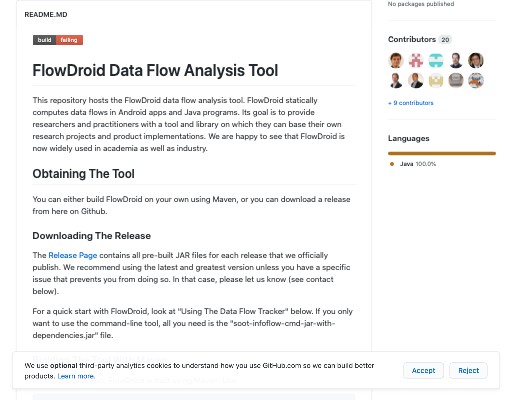 No packages published
README.MD
Contributors 20
build failing
FlowDroid Data Flow Analysis Tool
This repository hosts the FlowDroid data flow analysis tool. FlowDroid statically
computes data flows in Android apps and Java programs. Its goal is to provide
researchers and practitioners with a tool and library on which they can base their own
research projects and product implementations. We are happy to see that FlowDroid is
now widely used in academia as well as industry.
+ 9 contributors
Languages
Java 100.0%
Obtaining The Tool
You can either build FlowDroid on your own using Maven, or you can download a release
from here on Github.
Downloading The Release
The Release Page contains all pre-built JAR files for each release that we officially
publish. We recommend using the latest and greatest version unless you have a specific
issue that prevents you from doing so. In that case, please let us know (see contact
below).
For a quick start with FlowDroid, look at "Using The Data Flow Tracker" below. If you only
want to use the command-line tool, all you need is the "soot-infoflow-cmd-jar-with-
dependencies.jar" file.
We use optional third-party analytics cookies to understand how you use GitHub.com so we can build better
products. Learn more.
Accept
Reject